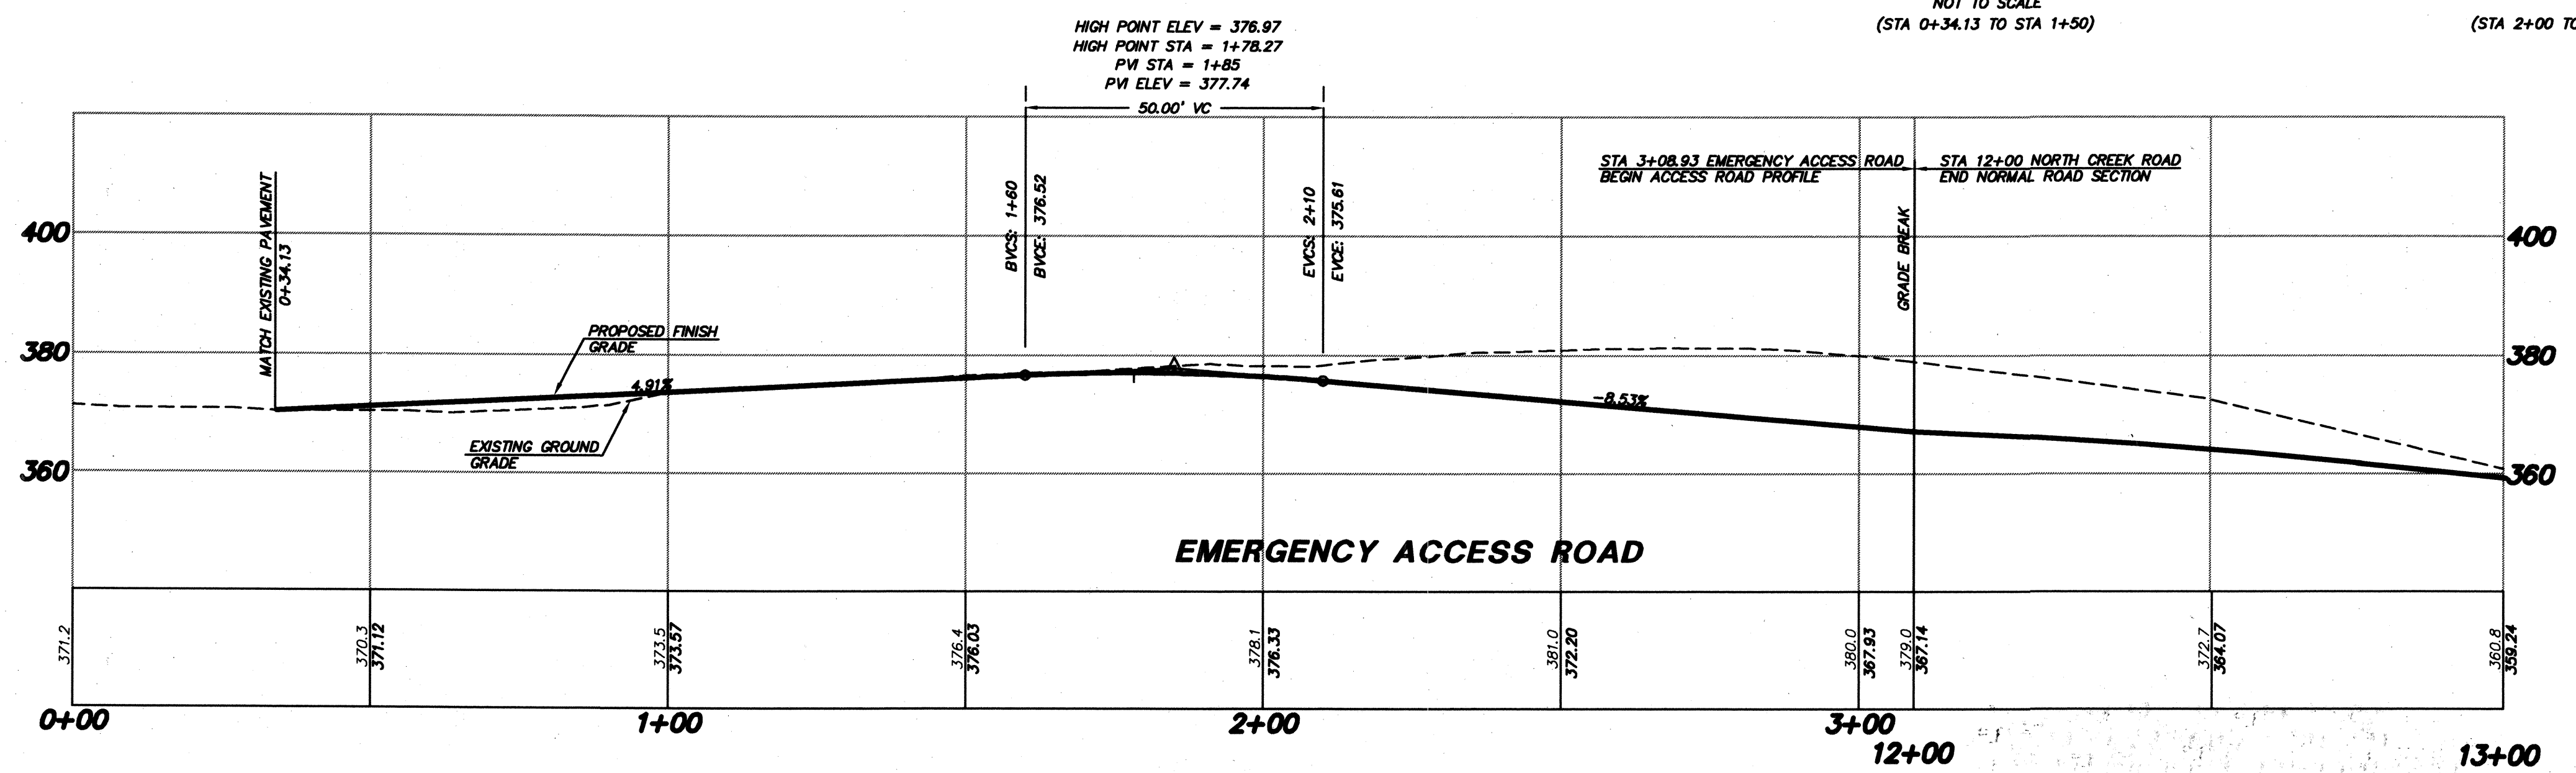 NOT TO SCALE
(STA 0+34.13 TO STA 1+50)
(STA 2+00 TO
HIGH POINT ELEV = 376.97
HIGH POINT STA = 1+78.27
PVI STA = 1+85
PVI ELEV = 377.74
50.00' VC
MATCH EXISTING PAVEMENT
0+34.13
BVCS: 1+60
BVCE: 376.52
EVCS: 2+10
EVCE: 375.61
STA 3+08.93 EMERGENCY ACCESS ROAD
BEGIN ACCESS ROAD PROFILE
STA 12+00 NORTH CREEK ROAD
END NORMAL ROAD SECTION
GRADE BREAK
400
400
380
380
360
360
PROPOSED FINISH
GRADE
4.91%
EXISTING GROUND
GRADE
-8.53%
EMERGENCY ACCESS ROAD
371.2
370.3
371.12
373.5
373.57
376.4
376.03
378.1
376.33
381.0
372.20
380.0
367.93
379.0
367.14
372.7
364.07
360.8
359.24
0+00
1+00
2+00
3+00
12+00
13+00